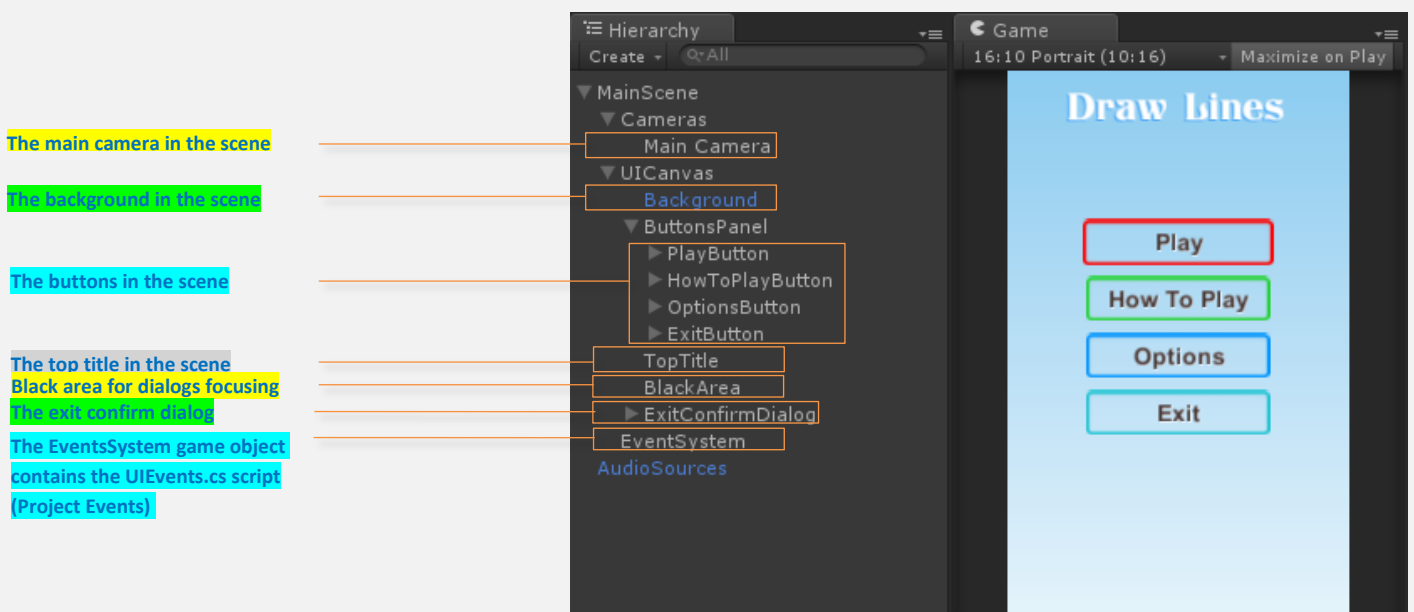 The main camera in the scene
The background in the scene
The buttons in the scene
The top title in the scene
Black area for dialogs focusing
The exit confirm dialog
The EventsSystem game object
contains the UIEvents.cs script
(Project Events)
Hierarchy
Create
All
MainScene
Cameras
Main Camera
UICanvas
Background
ButtonsPanel
PlayButton
HowToPlayButton
OptionsButton
ExitButton
TopTitle
BlackArea
ExitConfirmDialog
EventSystem
AudioSources
Game
16:10 Portrait (10:16) Maximize on Play
Draw Lines
Play
How To Play
Options
Exit